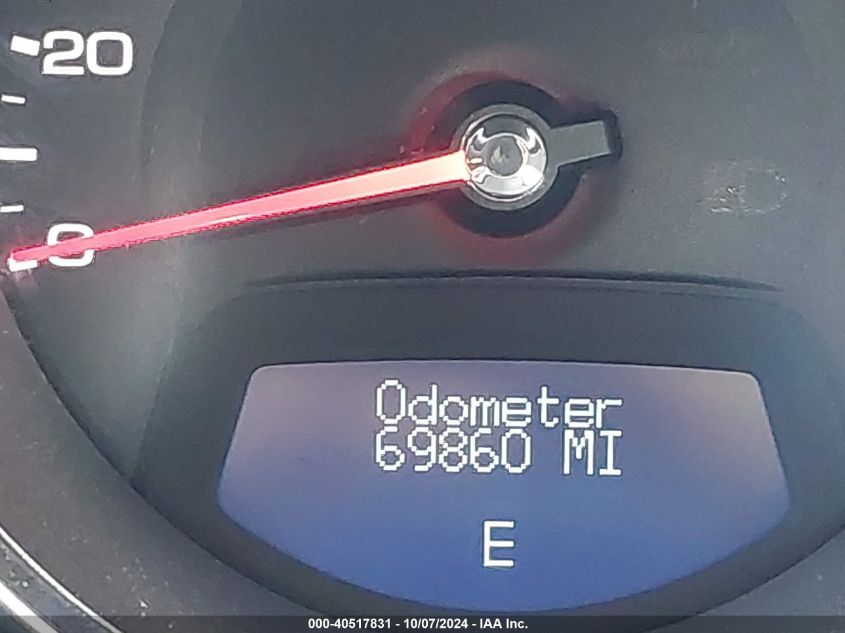 20
0
Odometer
69860 MI
E
000-40517831 - 10/07/2024 - IAA Inc.